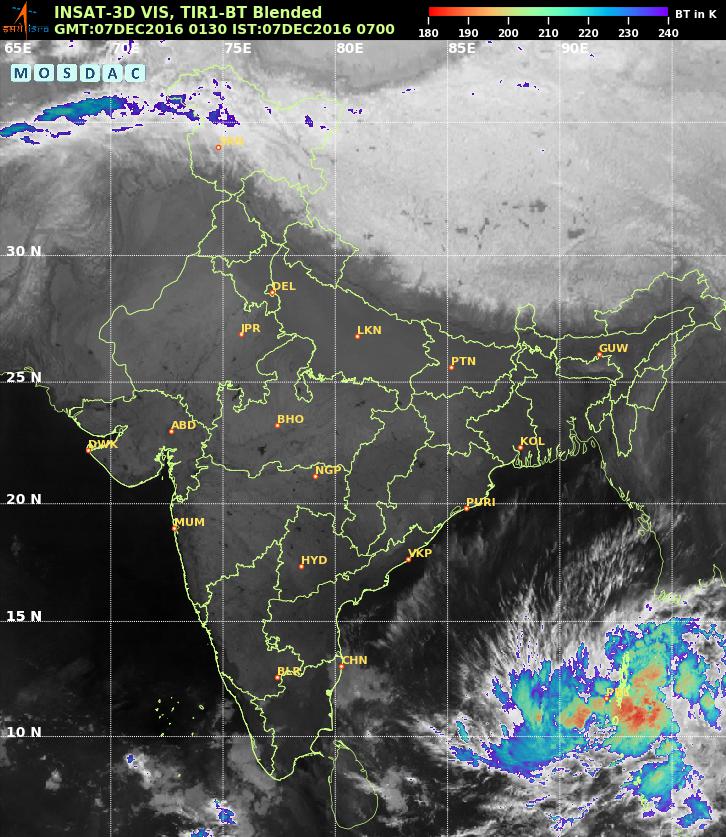 INSAT-3D VIS, TIR1-BT Blended
GMT:07DEC2016 0130 IST:07DEC2016 0700
BT in K
180 190 200 210 220 230 240
65E 70E 75E 80E 85E 90E
MOSDAC
30 N
DEL
JPR
LKN
GUW
PTN
25 N
ABD
BHO
DWK
KOL
NGP
20 N
PURI
MUM
VKP
HYD
15 N
CHN
BLR
10 N